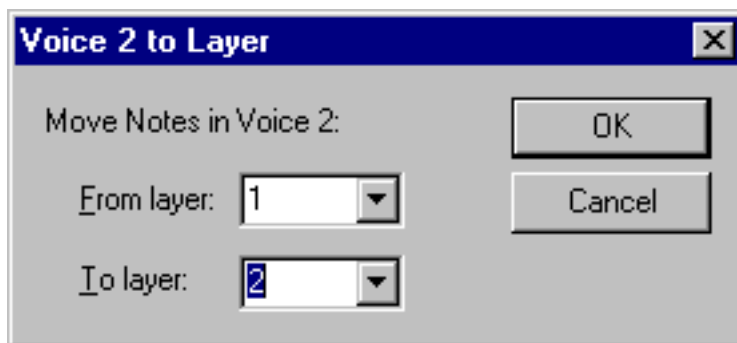 Voice 2 to Layer
Move Notes in Voice 2:
OK
From layer: 1
Cancel
To layer: 2